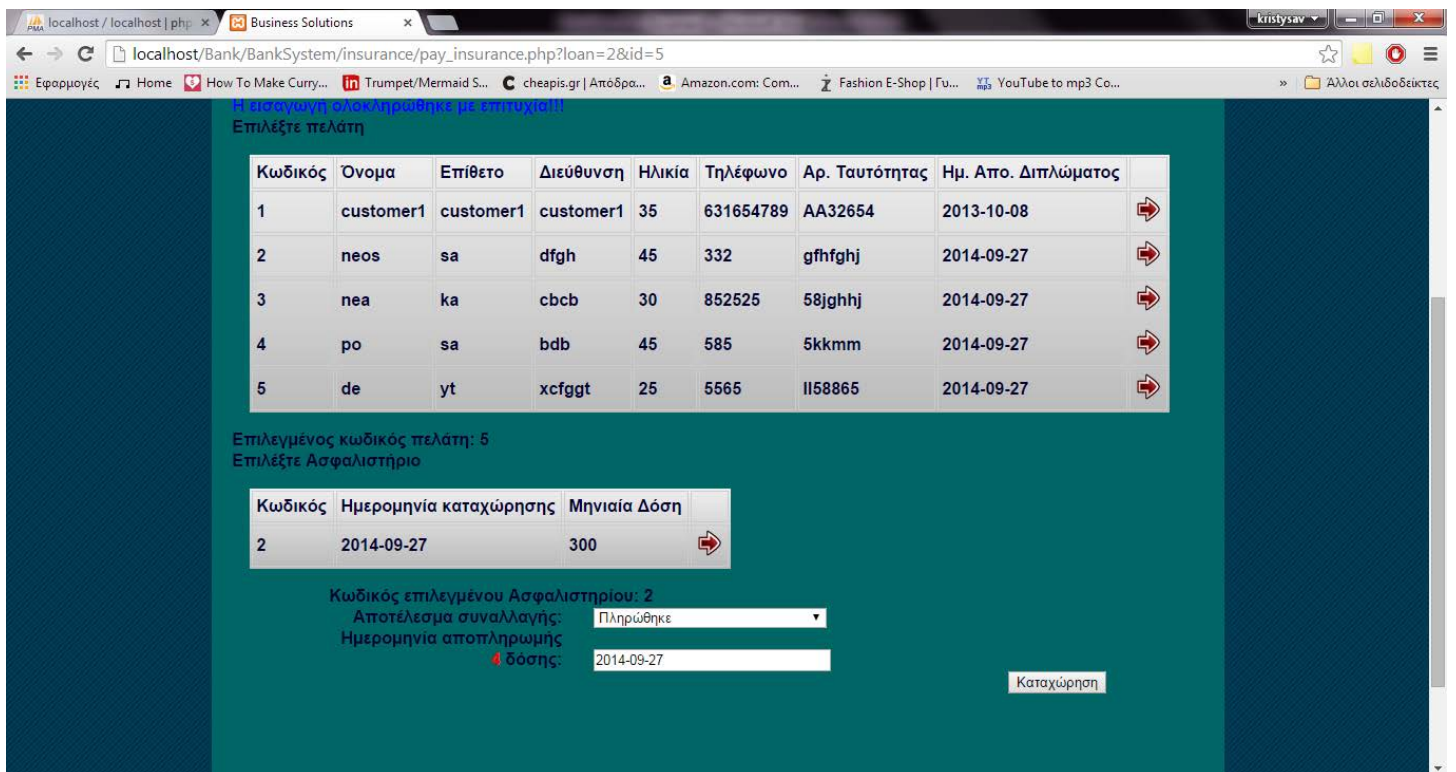 localhost / localhost | php
Business Solutions
kristysav
localhost/Bank/BankSystem/insurance/pay_insurance.php?loan=2&id=5
Εφαρμογές Home How To Make Curry... Trumpet/Mermaid S... cheapis.gr | Απόδρα... Amazon.com: Com... Fashion E-Shop | Γυ... YouTube to mp3 Co... » Άλλοι σελιδοδείκτες
Η εισαγωγή ολοκληρώθηκε με επιτυχία!!!
Επιλέξτε πελάτη
Κωδικός Όνομα Επίθετο Διεύθυνση Ηλικία Τηλέφωνο Αρ. Ταυτότητας Ημ. Απο. Διπλώματος
1 customer1 customer1 customer1 35 631654789 AA32654 2013-10-08
2 neos sa dfgh 45 332 gfhfghj 2014-09-27
3 nea ka cbcb 30 852525 58jghhj 2014-09-27
4 po sa bdb 45 585 5kkmm 2014-09-27
5 de yt xcfggt 25 5565 II58865 2014-09-27
Επιλεγμένος κωδικός πελάτη: 5
Επιλέξτε Ασφαλιστήριο
Κωδικός Ημερομηνία καταχώρησης Μηνιαία Δόση
2 2014-09-27 300
Κωδικός επιλεγμένου Ασφαλιστηρίου: 2
Αποτέλεσμα συναλλαγής: Πληρώθηκε
Ημερομηνία αποπληρωμής
4 δόσης: 2014-09-27
Καταχώρηση